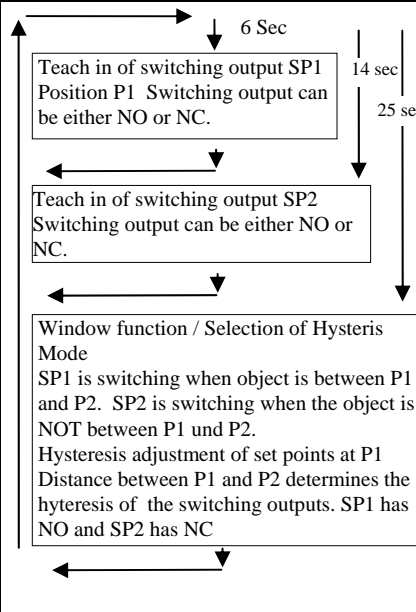 6 Sec
Teach in of switching output SP1
Position P1 Switching output can
be either NO or NC.
14 sec
25 se
Teach in of switching output SP2
Switching output can be either NO or
NC.
Window function / Selection of Hysteris
Mode
SP1 is switching when object is between P1
and P2. SP2 is switching when the object is
NOT between P1 und P2.
Hysteresis adjustment of set points at P1
Distance between P1 and P2 determines the
hyteresis of the switching outputs. SP1 has
NO and SP2 has NC